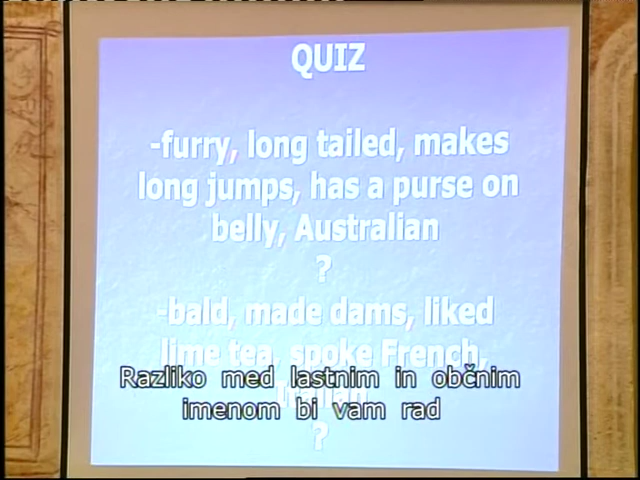 QUIZ
-furry, long tailed, makes
long jumps, has a purse on
belly, Australian
?
-bald, made dams, liked
lime tea, spoke French,
Italian
?
Razliko med lastnim in občnim
imenom bi vam rad